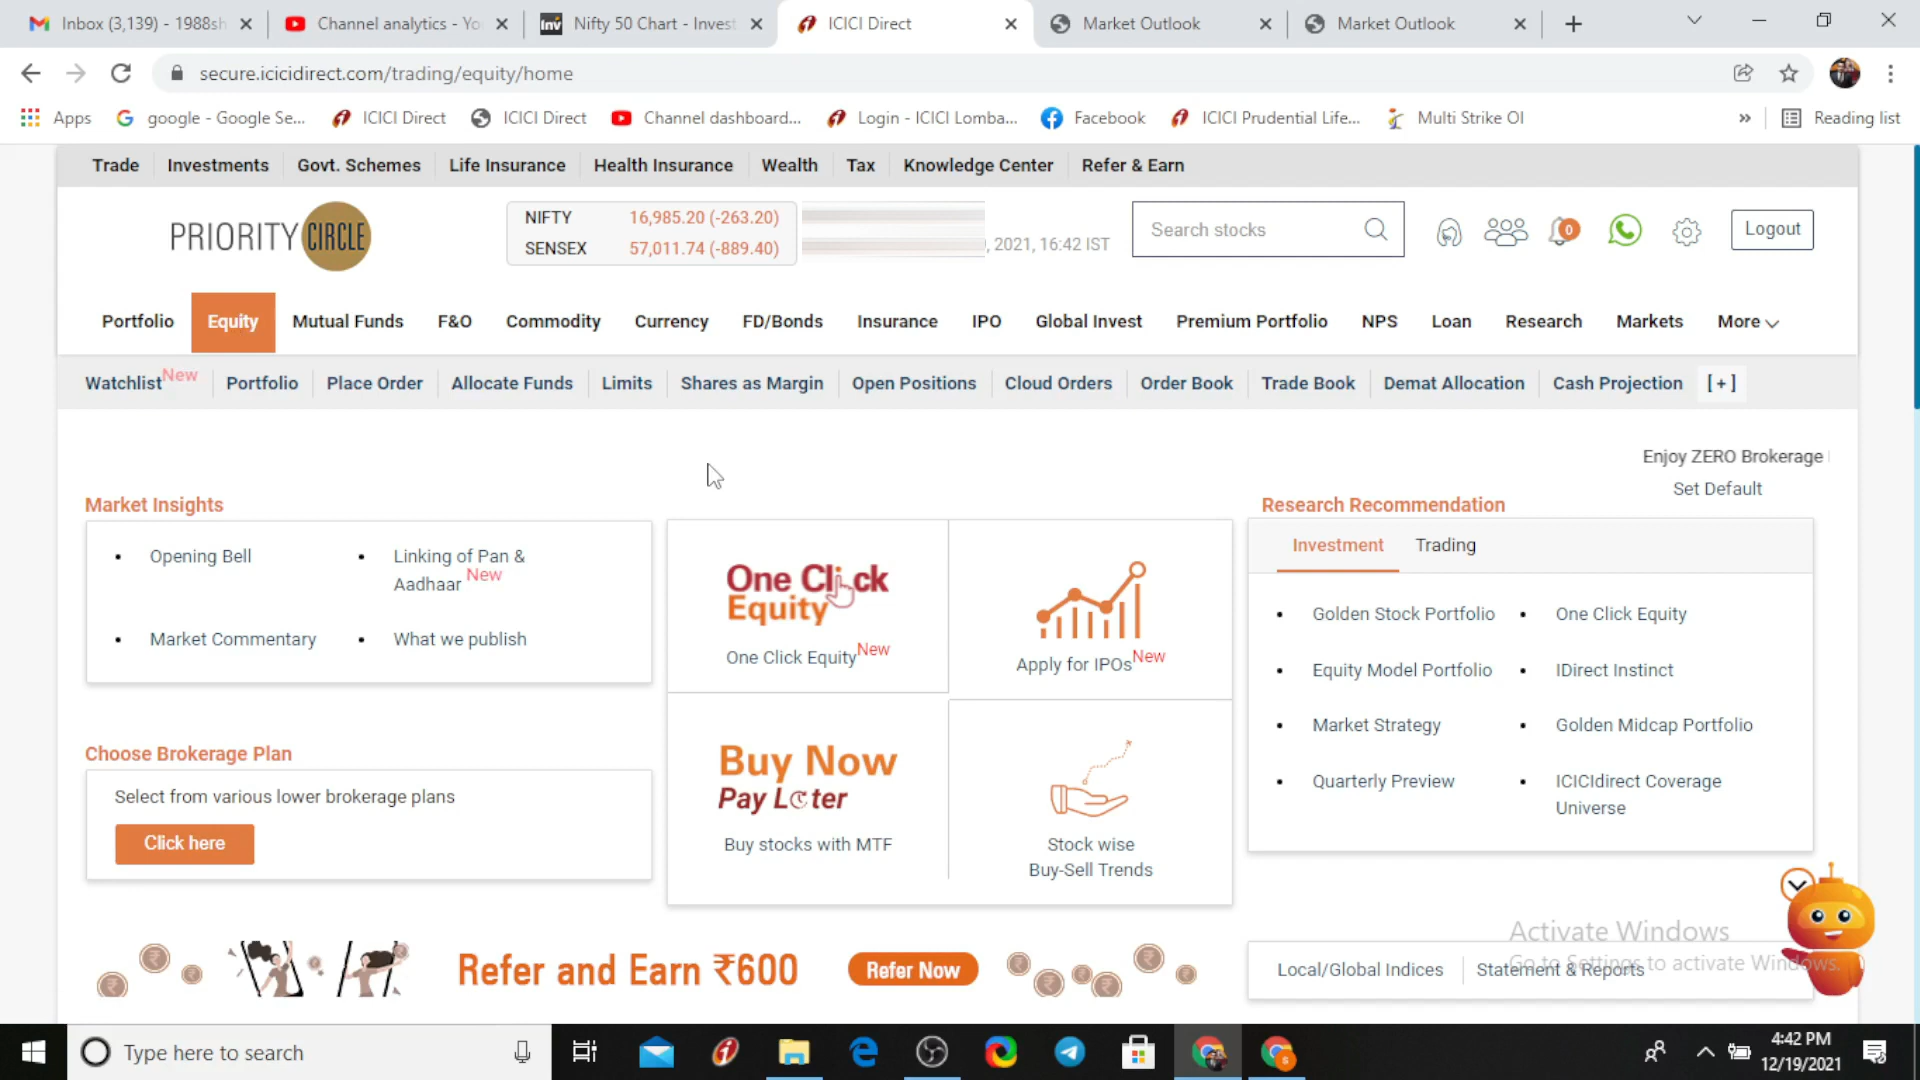 Inbox (3,139) - 1988sh
Channel analytics - Yo
Nifty 50 Chart - Invest
ICICI Direct
Market Outlook
Market Outlook
secure.icicidirect.com/trading/equity/home
Apps
google - Google Se...
ICICI Direct
ICICI Direct
Channel dashboard...
Login - ICICI Lomba...
Facebook
ICICI Prudential Life...
Multi Strike OI
»
Reading list
Trade
Investments
Govt. Schemes
Life Insurance
Health Insurance
Wealth
Tax
Knowledge Center
Refer & Earn
PRIORITY CIRCLE
NIFTY 16,985.20 (-263.20)
SENSEX 57,011.74 (-889.40)
, 2021, 16:42 IST
Search stocks
0
Logout
Portfolio
Equity
Mutual Funds
F&O
Commodity
Currency
FD/Bonds
Insurance
IPO
Global Invest
Premium Portfolio
NPS
Loan
Research
Markets
More
Watchlist New
Portfolio
Place Order
Allocate Funds
Limits
Shares as Margin
Open Positions
Cloud Orders
Order Book
Trade Book
Demat Allocation
Cash Projection
[+]
Enjoy ZERO Brokerage
Set Default
Market Insights
Opening Bell
Linking of Pan &
Aadhaar New
Market Commentary
What we publish
Choose Brokerage Plan
Select from various lower brokerage plans
Click here
One Click
Equity
One Click Equity New
Apply for IPOs New
Buy Now
Pay Later
Buy stocks with MTF
Stock wise
Buy-Sell Trends
Research Recommendation
Investment
Trading
Golden Stock Portfolio
One Click Equity
Equity Model Portfolio
IDirect Instinct
Market Strategy
Golden Midcap Portfolio
Quarterly Preview
ICICIdirect Coverage
Universe
Refer and Earn ₹600
Refer Now
Activate Windows
Go to Settings to activate Windows.
Local/Global Indices
Statement & Reports
Type here to search
4:42 PM
12/19/2021